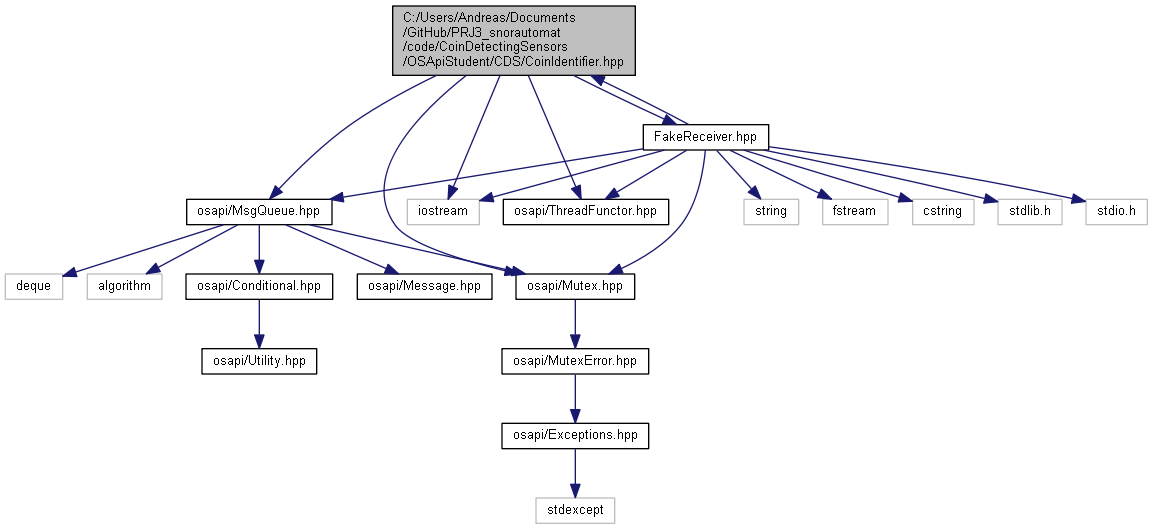 C:/Users/Andreas/Documents
/GitHub/PRJ3_snorautomat
/code/CoinDetectingSensors
/OSApiStudent/CDS/CoinIdentifier.hpp
FakeReceiver.hpp
osapi/MsgQueue.hpp
iostream
osapi/ThreadFunctor.hpp
string
fstream
cstring
stdlib.h
stdio.h
deque
algorithm
osapi/Conditional.hpp
osapi/Message.hpp
osapi/Mutex.hpp
osapi/Utility.hpp
osapi/MutexError.hpp
osapi/Exceptions.hpp
stdexcept